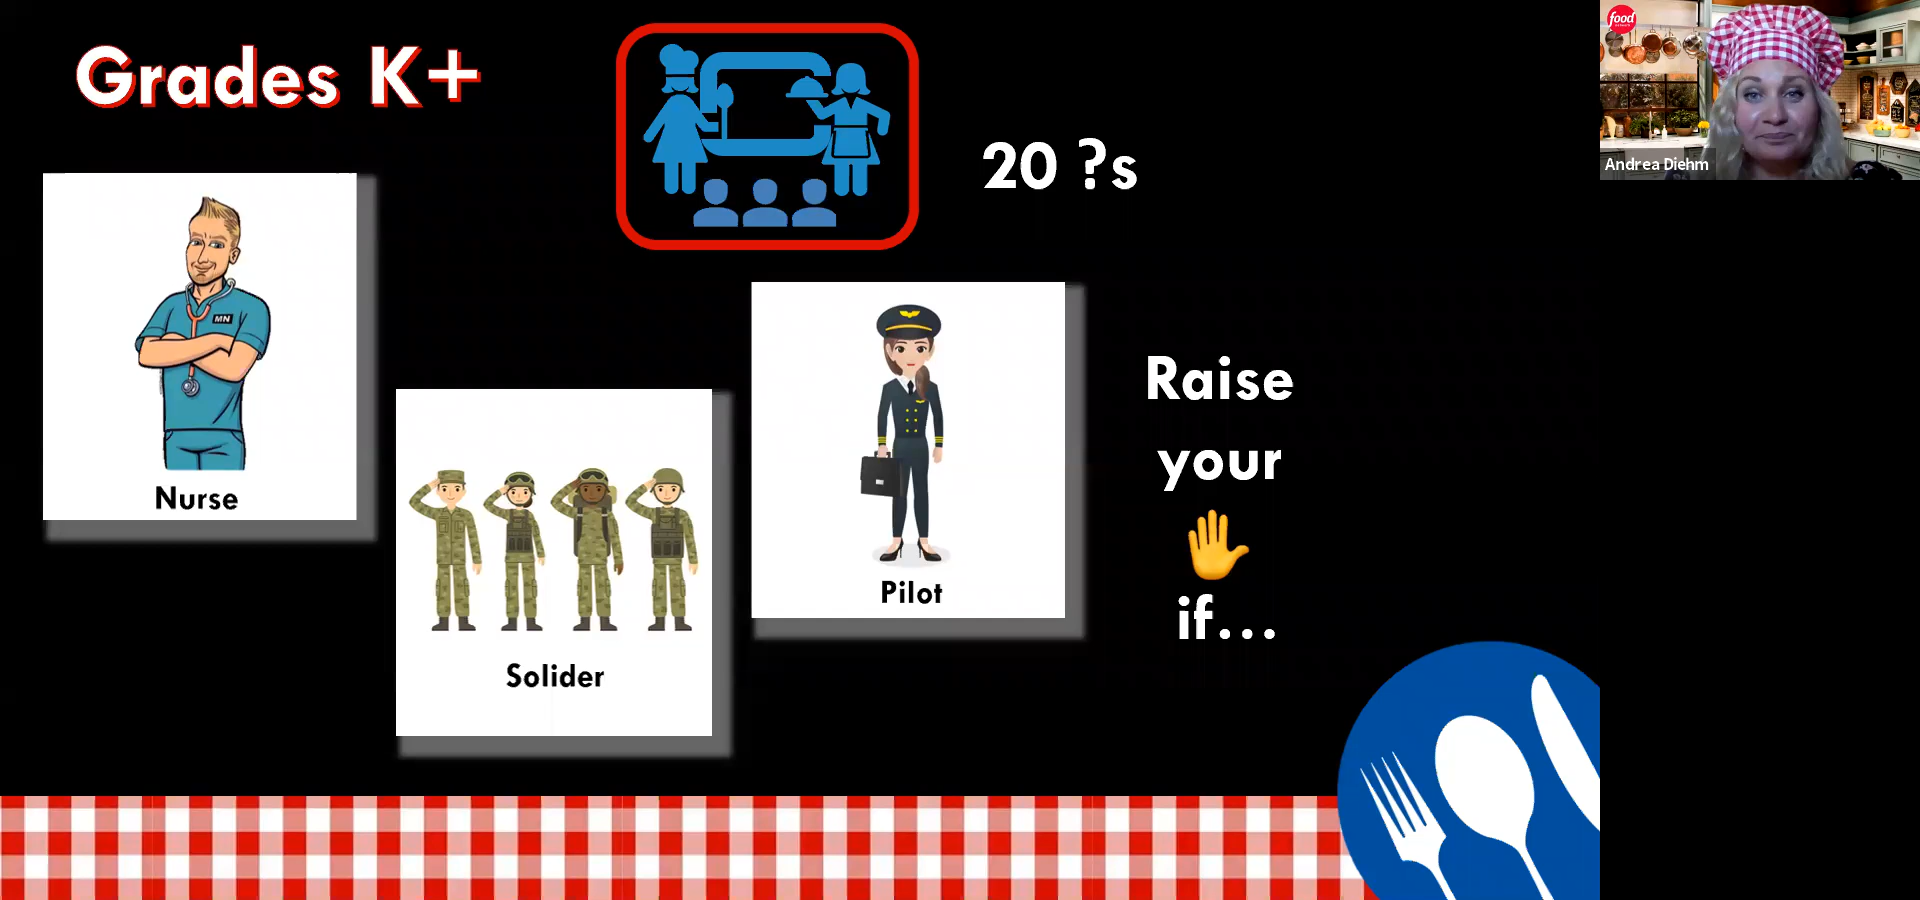 Grades K+
20 ?s
MN
Nurse
Solider
Pilot
Raise
your
if...
food
Andrea Diehm